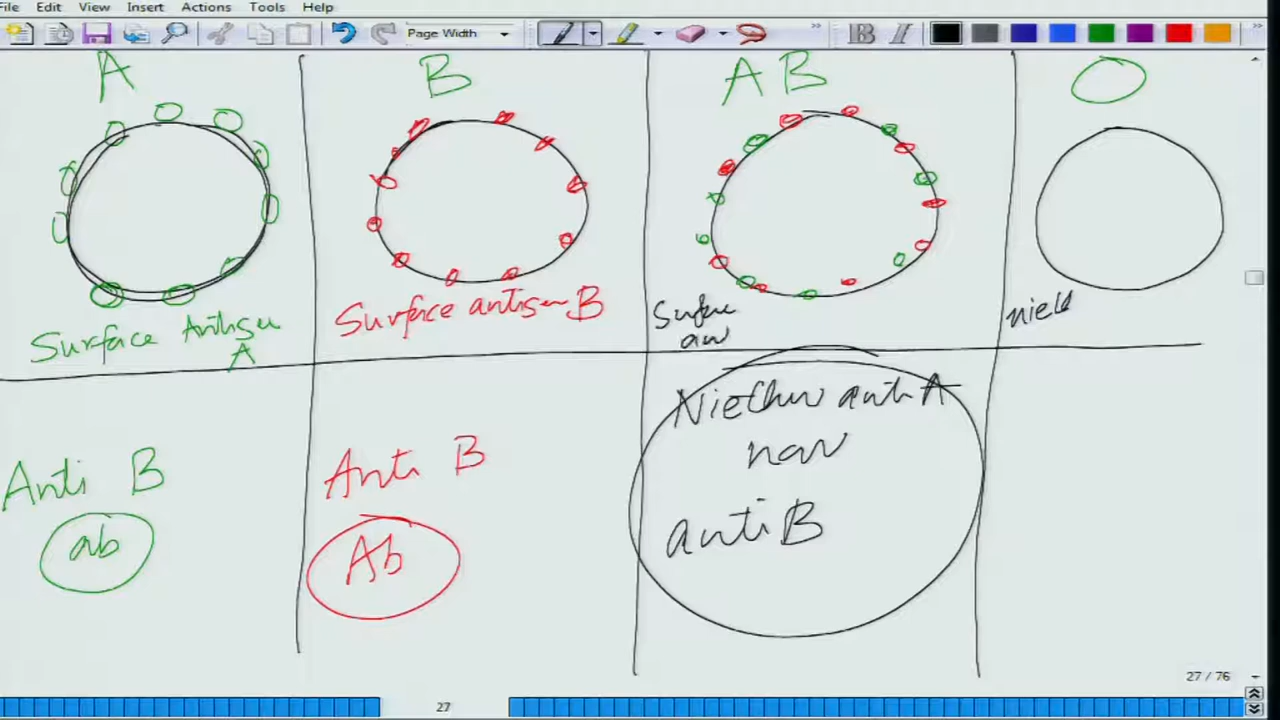 File Edit View Insert Actions Tools Help
Page Width
B I
A
B
AB
O
Surface Antigen
A
Surface antigen B
Surface
niel
Anti B
ab
Anti B
Ab
Niether anti A
nor
anti B
27 / 76
27